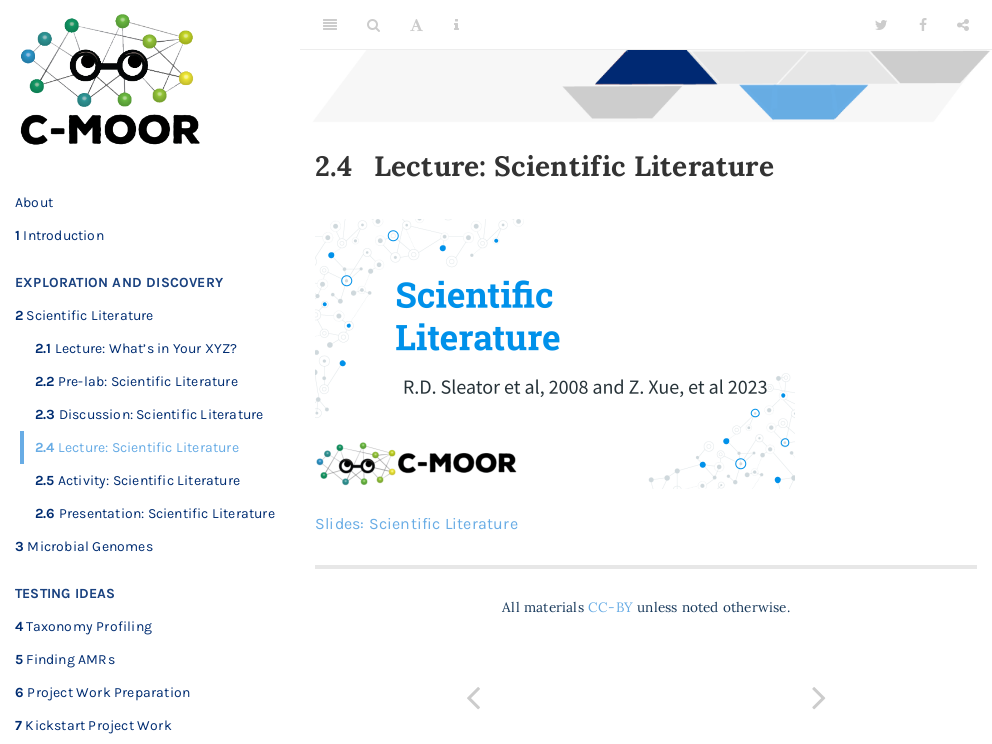 C-MOOR
About
1 Introduction
EXPLORATION AND DISCOVERY
2 Scientific Literature
2.1 Lecture: What's in Your XYZ?
2.2 Pre-lab: Scientific Literature
2.3 Discussion: Scientific Literature
2.4 Lecture: Scientific Literature
2.5 Activity: Scientific Literature
2.6 Presentation: Scientific Literature
3 Microbial Genomes
TESTING IDEAS
4 Taxonomy Profiling
5 Finding AMRs
6 Project Work Preparation
7 Kickstart Project Work
2.4 Lecture: Scientific Literature
Scientific
Literature
R.D. Sleator et al, 2008 and Z. Xue, et al 2023
C-MOOR
Slides: Scientific Literature
All materials CC-BY unless noted otherwise.